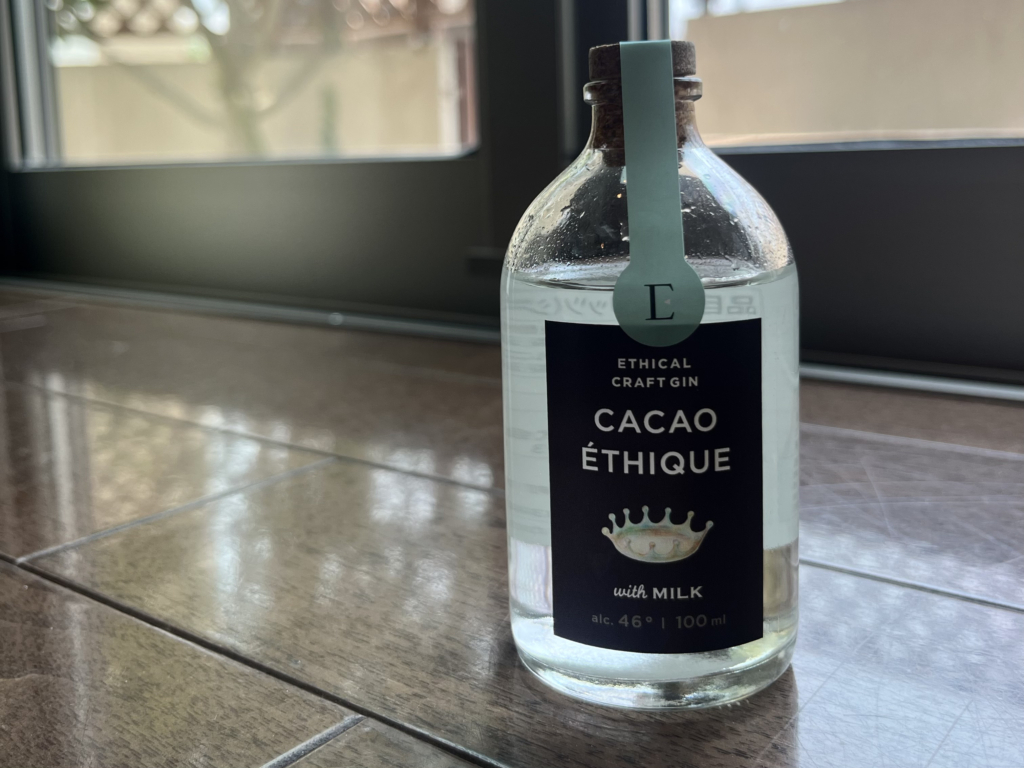 E
ETHICAL
CRAFT GIN
CACAO
ÉTHIQUE
with MILK
alc. 46° | 100 ml